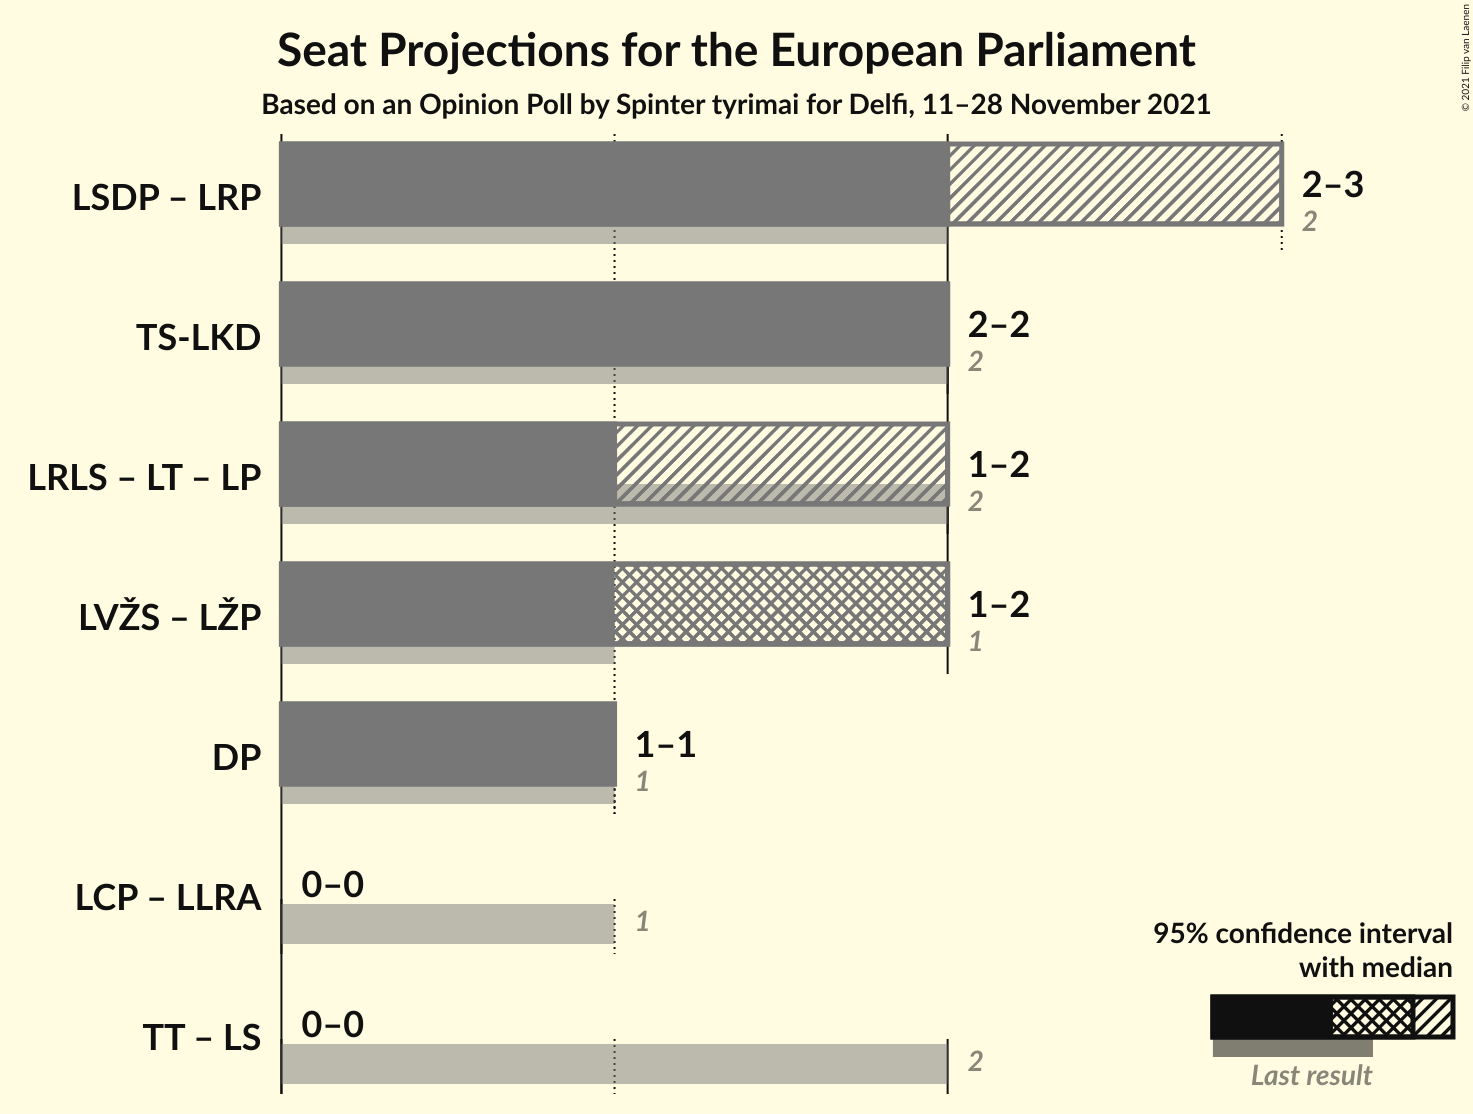 Seat Projections for the European Parliament
Based on an Opinion Poll by Spinter tyrimai for Delfi, 11–28 November 2021
© 2021 Filip van Laenen
LSDP – LRP
2–3
2
TS-LKD
2–2
2
LRLS – LT – LP
1–2
2
LVŽS – LŽP
1–2
1
DP
1–1
1
LCP – LLRA
0–0
1
TT – LS
0–0
2
95% confidence interval
with median
Last result